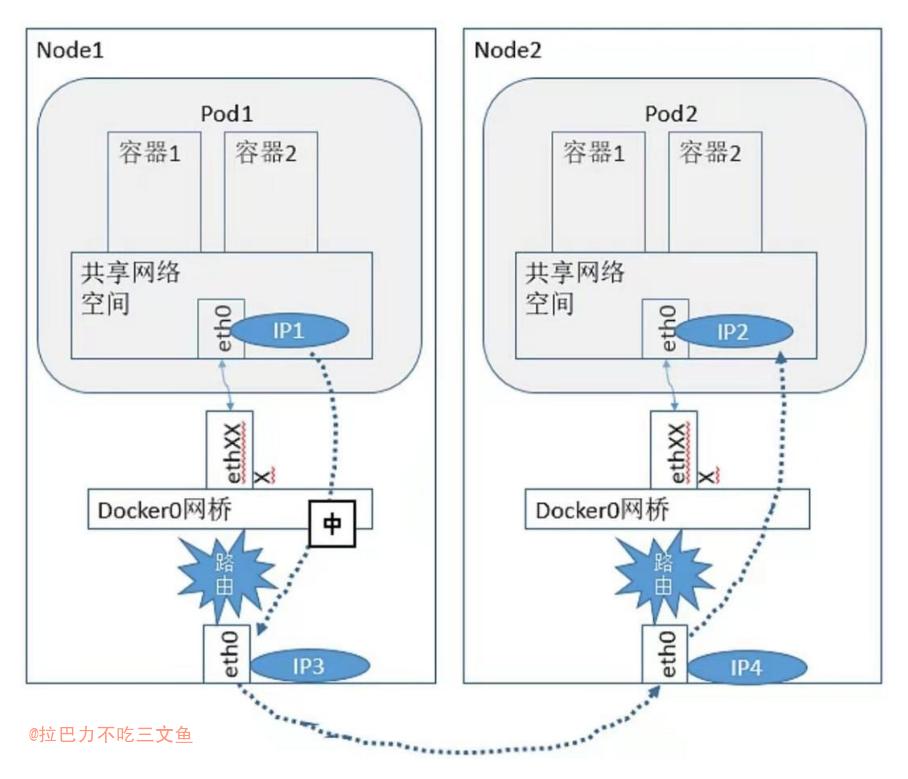 Node1
Pod1
容器1
容器2
共享网络
空间
eth0
IP1
ethXX
X
Docker0网桥
中
路
由
eth0
IP3
Node2
Pod2
容器1
容器2
共享网络
空间
eth0
IP2
ethXX
X
Docker0网桥
路
由
eth0
IP4
@拉巴力不吃三文鱼